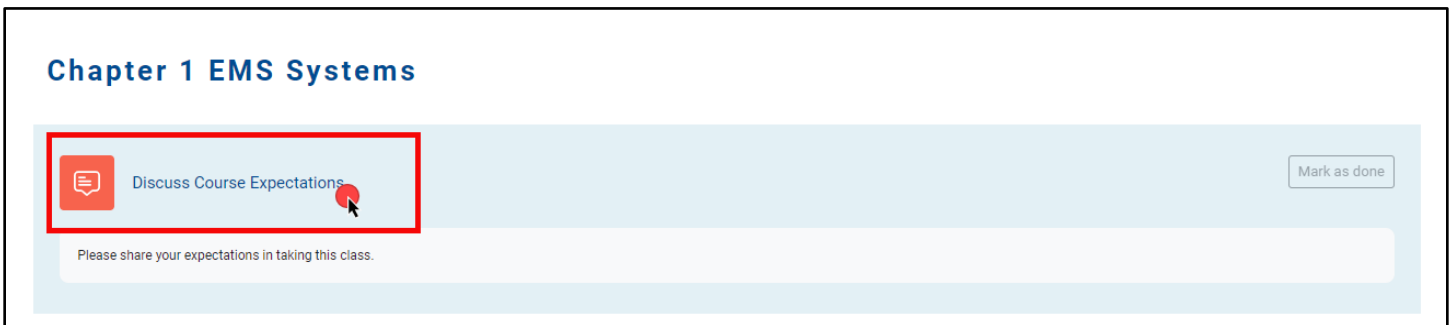 Chapter 1 EMS Systems
Discuss Course Expectations
Mark as done
Please share your expectations in taking this class.